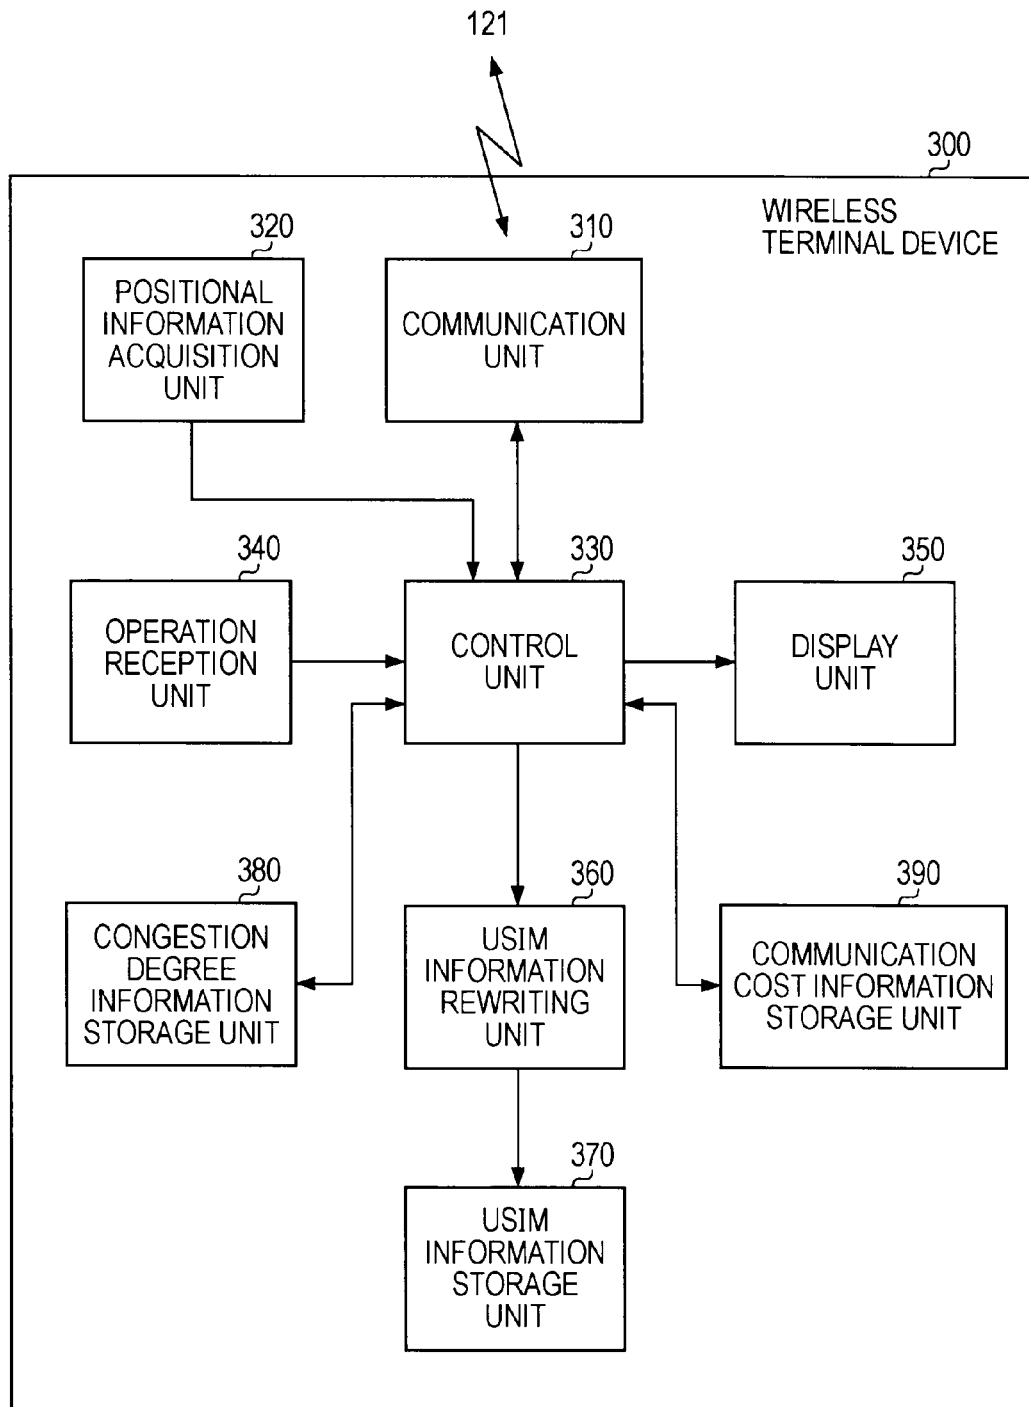 121
300
WIRELESS
TERMINAL DEVICE
320
POSITIONAL
INFORMATION
ACQUISITION
UNIT
310
COMMUNICATION
UNIT
340
OPERATION
RECEPTION
UNIT
330
CONTROL
UNIT
350
DISPLAY
UNIT
380
CONGESTION
DEGREE
INFORMATION
STORAGE UNIT
360
USIM
INFORMATION
REWRITING
UNIT
390
COMMUNICATION
COST INFORMATION
STORAGE UNIT
370
USIM
INFORMATION
STORAGE
UNIT